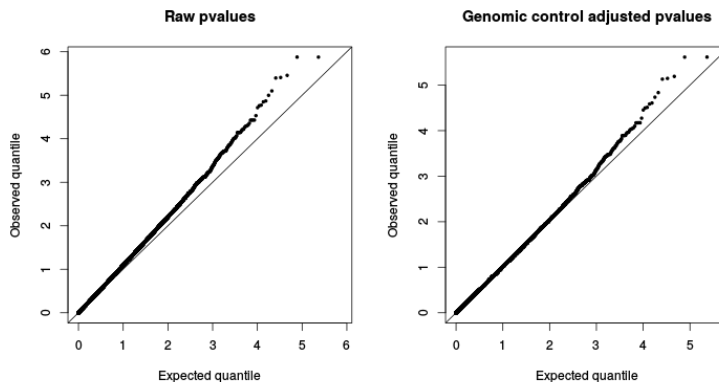 Raw pvalues
Observed quantile
6
5
4
3
2
1
0
0 1 2 3 4 5 6
Expected quantile
Genomic control adjusted pvalues
Observed quantile
5
4
3
2
1
0
0 1 2 3 4 5
Expected quantile